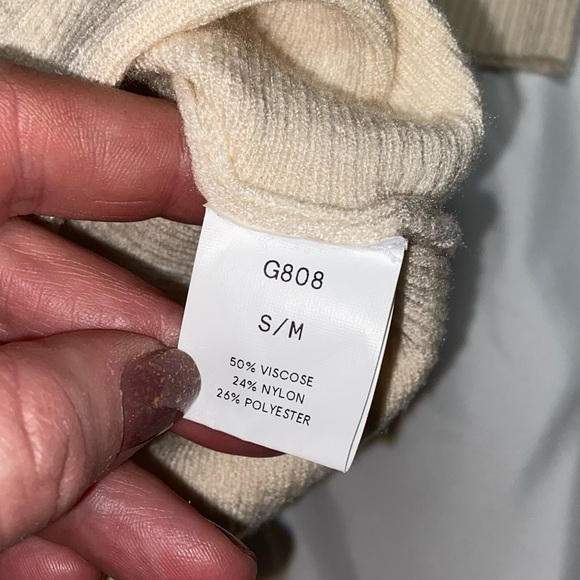 G808
S/M
50% VISCOSE
24% NYLON
26% POLYESTER